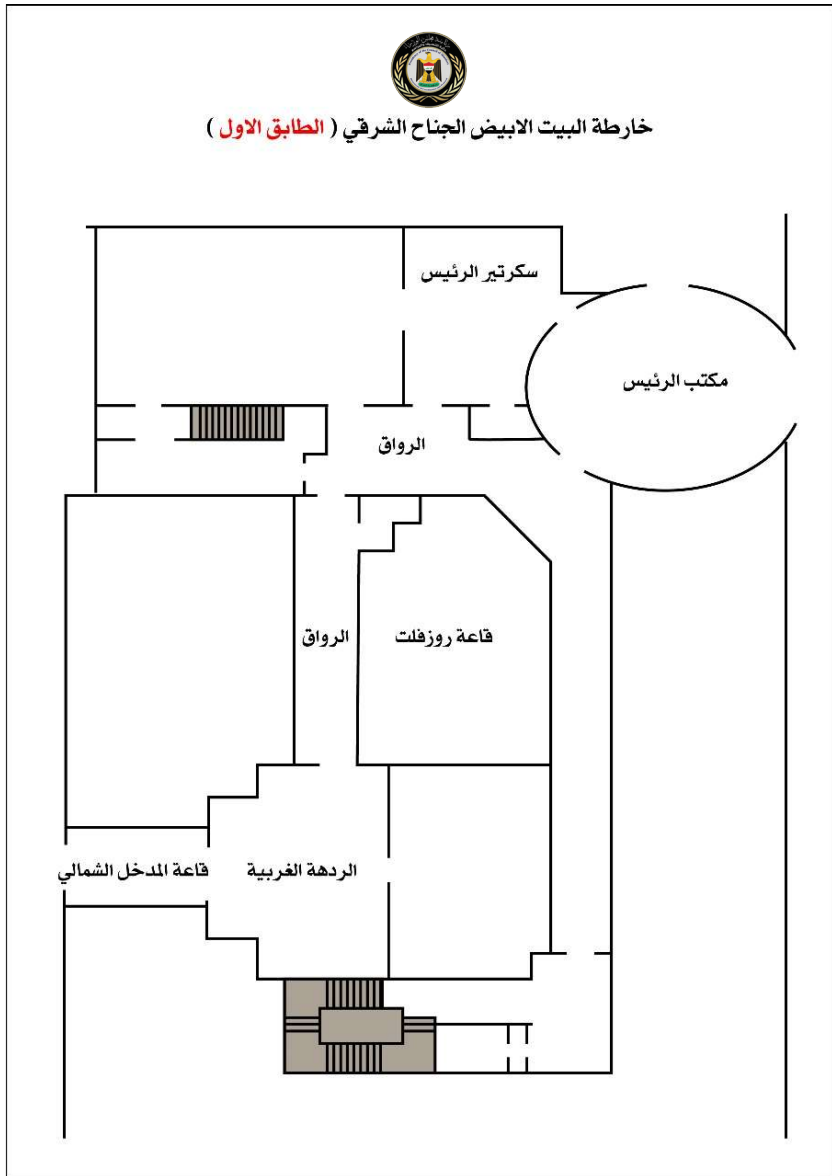 خارطة البيت الابيض الجناح الشرقي ( الطابق الاول )
سكرتير الرئيس
مكتب الرئيس
الرواق
الرواق
قاعة روزفلت
الردهة الغربية
قاعة المدخل الشمالي